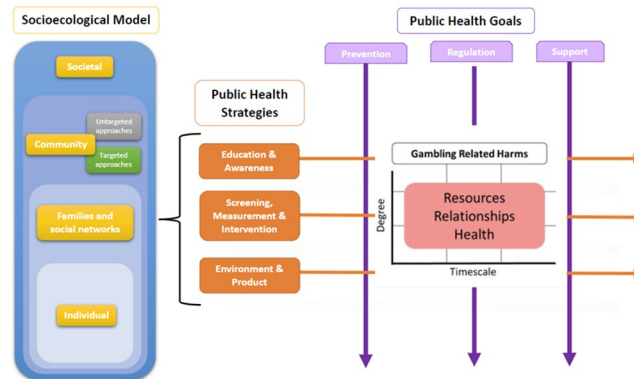 Socioecological Model
Public Health Goals
Societal
Prevention
Regulation
Support
Public Health
Strategies
Untargeted
approaches
Community
Targeted
approaches
Education &
Awareness
Gambling Related Harms
Families and
social networks
Screening,
Measurement &
Intervention
Degree
Resources
Relationships
Health
Environment &
Product
Timescale
Individual